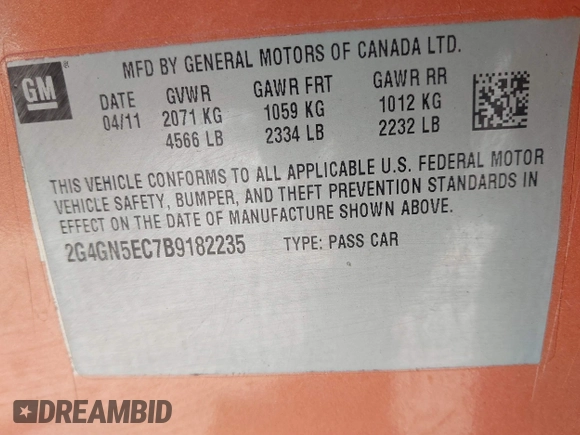 GM
MFD BY GENERAL MOTORS OF CANADA LTD.
DATE GVWR GAWR FRT GAWR RR
04/11 2071 KG 1059 KG 1012 KG
4566 LB 2334 LB 2232 LB
THIS VEHICLE CONFORMS TO ALL APPLICABLE U.S. FEDERAL MOTOR
VEHICLE SAFETY, BUMPER, AND THEFT PREVENTION STANDARDS IN
EFFECT ON THE DATE OF MANUFACTURE SHOWN ABOVE.
2G4GN5EC7B9182235 TYPE: PASS CAR
DREAMBID